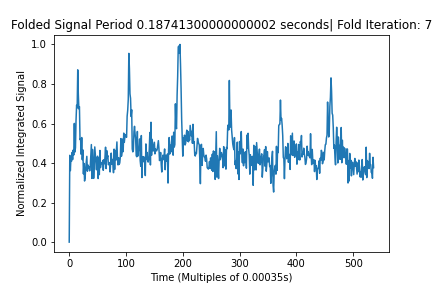 Folded Signal Period 0.18741300000000002 seconds| Fold Iteration: 7
1.0
0.8
0.6
0.4
0.2
0.0
Normalized Integrated Signal
0 100 200 300 400 500
Time (Multiples of 0.00035s)